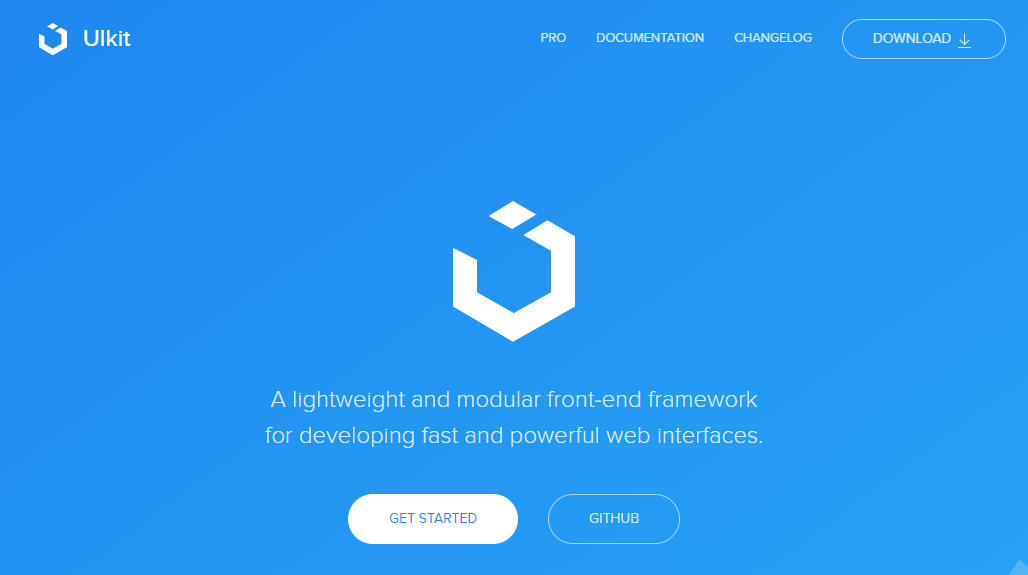 UIkit
PRO
DOCUMENTATION
CHANGELOG
DOWNLOAD
A lightweight and modular front-end framework
for developing fast and powerful web interfaces.
GET STARTED
GITHUB